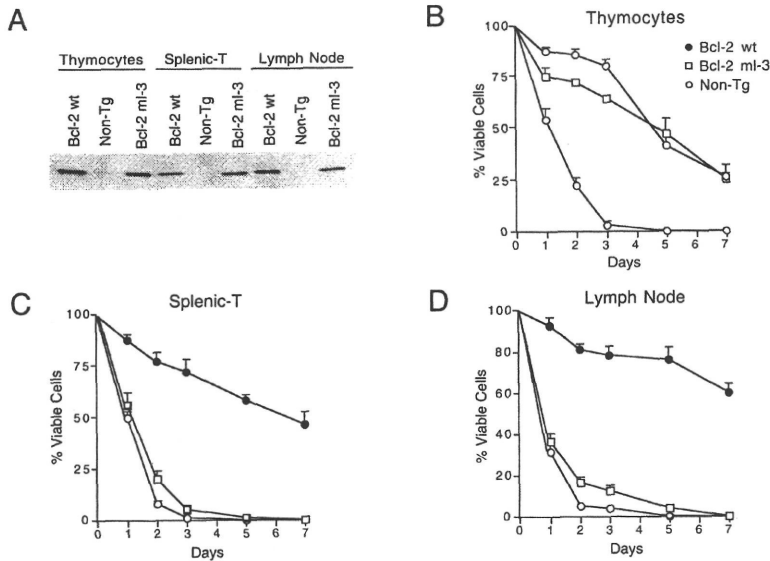 A
Thymocytes Splenic-T Lymph Node
Bcl-2 wt
Non-Tg
Bcl-2 ml-3
Bcl-2 wt
Non-Tg
Bcl-2 ml-3
Bcl-2 wt
Non-Tg
Bcl-2 ml-3
B
Thymocytes
Bcl-2 wt
Bcl-2 ml-3
Non-Tg
% Viable Cells
100
75
50
25
0
0 1 2 3 4 5 6 7
Days
C
Splenic-T
% Viable Cells
100
75
50
25
0
0 1 2 3 4 5 6 7
Days
D
Lymph Node
% Viable Cells
100
80
60
40
20
0
0 1 2 3 4 5 6 7
Days